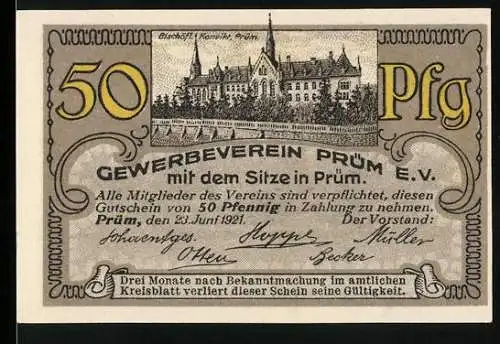 Bischöfl. Konvikt, Prüm.
50 Pfg
GEWERBEVEREIN PRÜM E.V.
mit dem Sitze in Prüm.
Alle Mitglieder des Vereins sind verpflichtet, diesen
Gutschein von 50 Pfennig in Zahlung zu nehmen.
Prüm, den 23. Juni 1921. Der Vorstand:
Hoppe Müller
Otten Becker
Drei Monate nach Bekanntmachung im amtlichen
Kreisblatt verliert dieser Schein seine Gültigkeit.